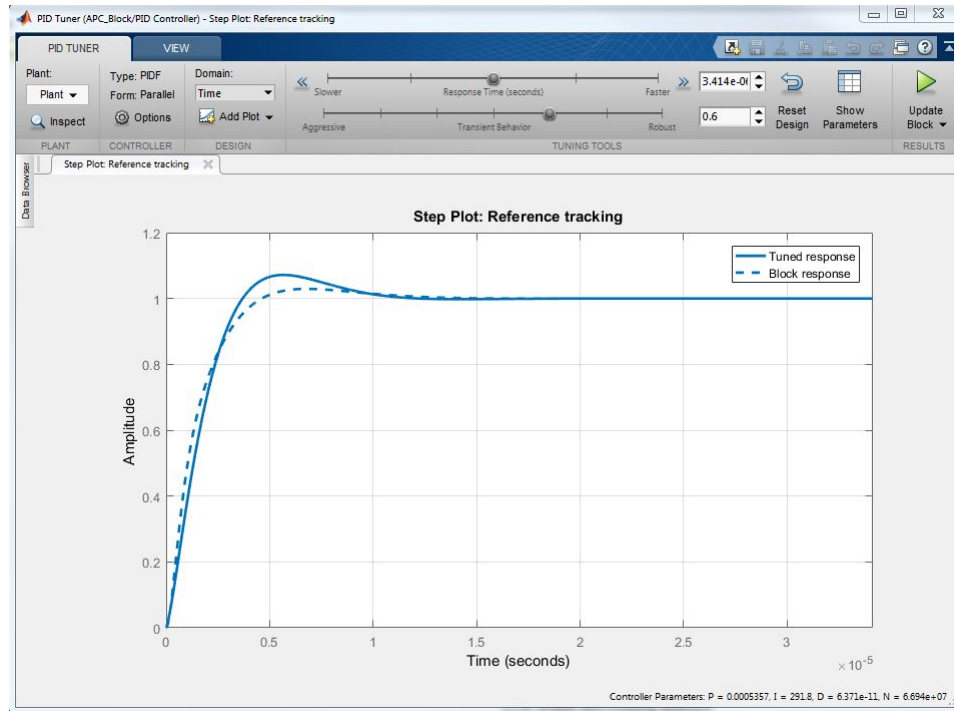 PID Tuner (APC_Block/PID Controller) - Step Plot: Reference tracking
PID TUNER
VIEW
Plant:
Plant
Inspect
PLANT
Type: PIDF
Form: Parallel
Options
CONTROLLER
Domain:
Time
Add Plot
DESIGN
Slower
Response Time (seconds)
Faster
3.414e-0
Aggressive
Transient Behavior
Robust
0.6
Reset
Design
Show
Parameters
TUNING TOOLS
Update
Block
RESULTS
Data Browser
Step Plot: Reference tracking
Step Plot: Reference tracking
Tuned response
Block response
Amplitude
1.2
1
0.8
0.6
0.4
0.2
0
0 0.5 1 1.5 2 2.5 3
×10⁻⁵
Time (seconds)
Controller Parameters: P = 0.0005357, I = 291.8, D = 6.371e-11, N = 6.694e+07